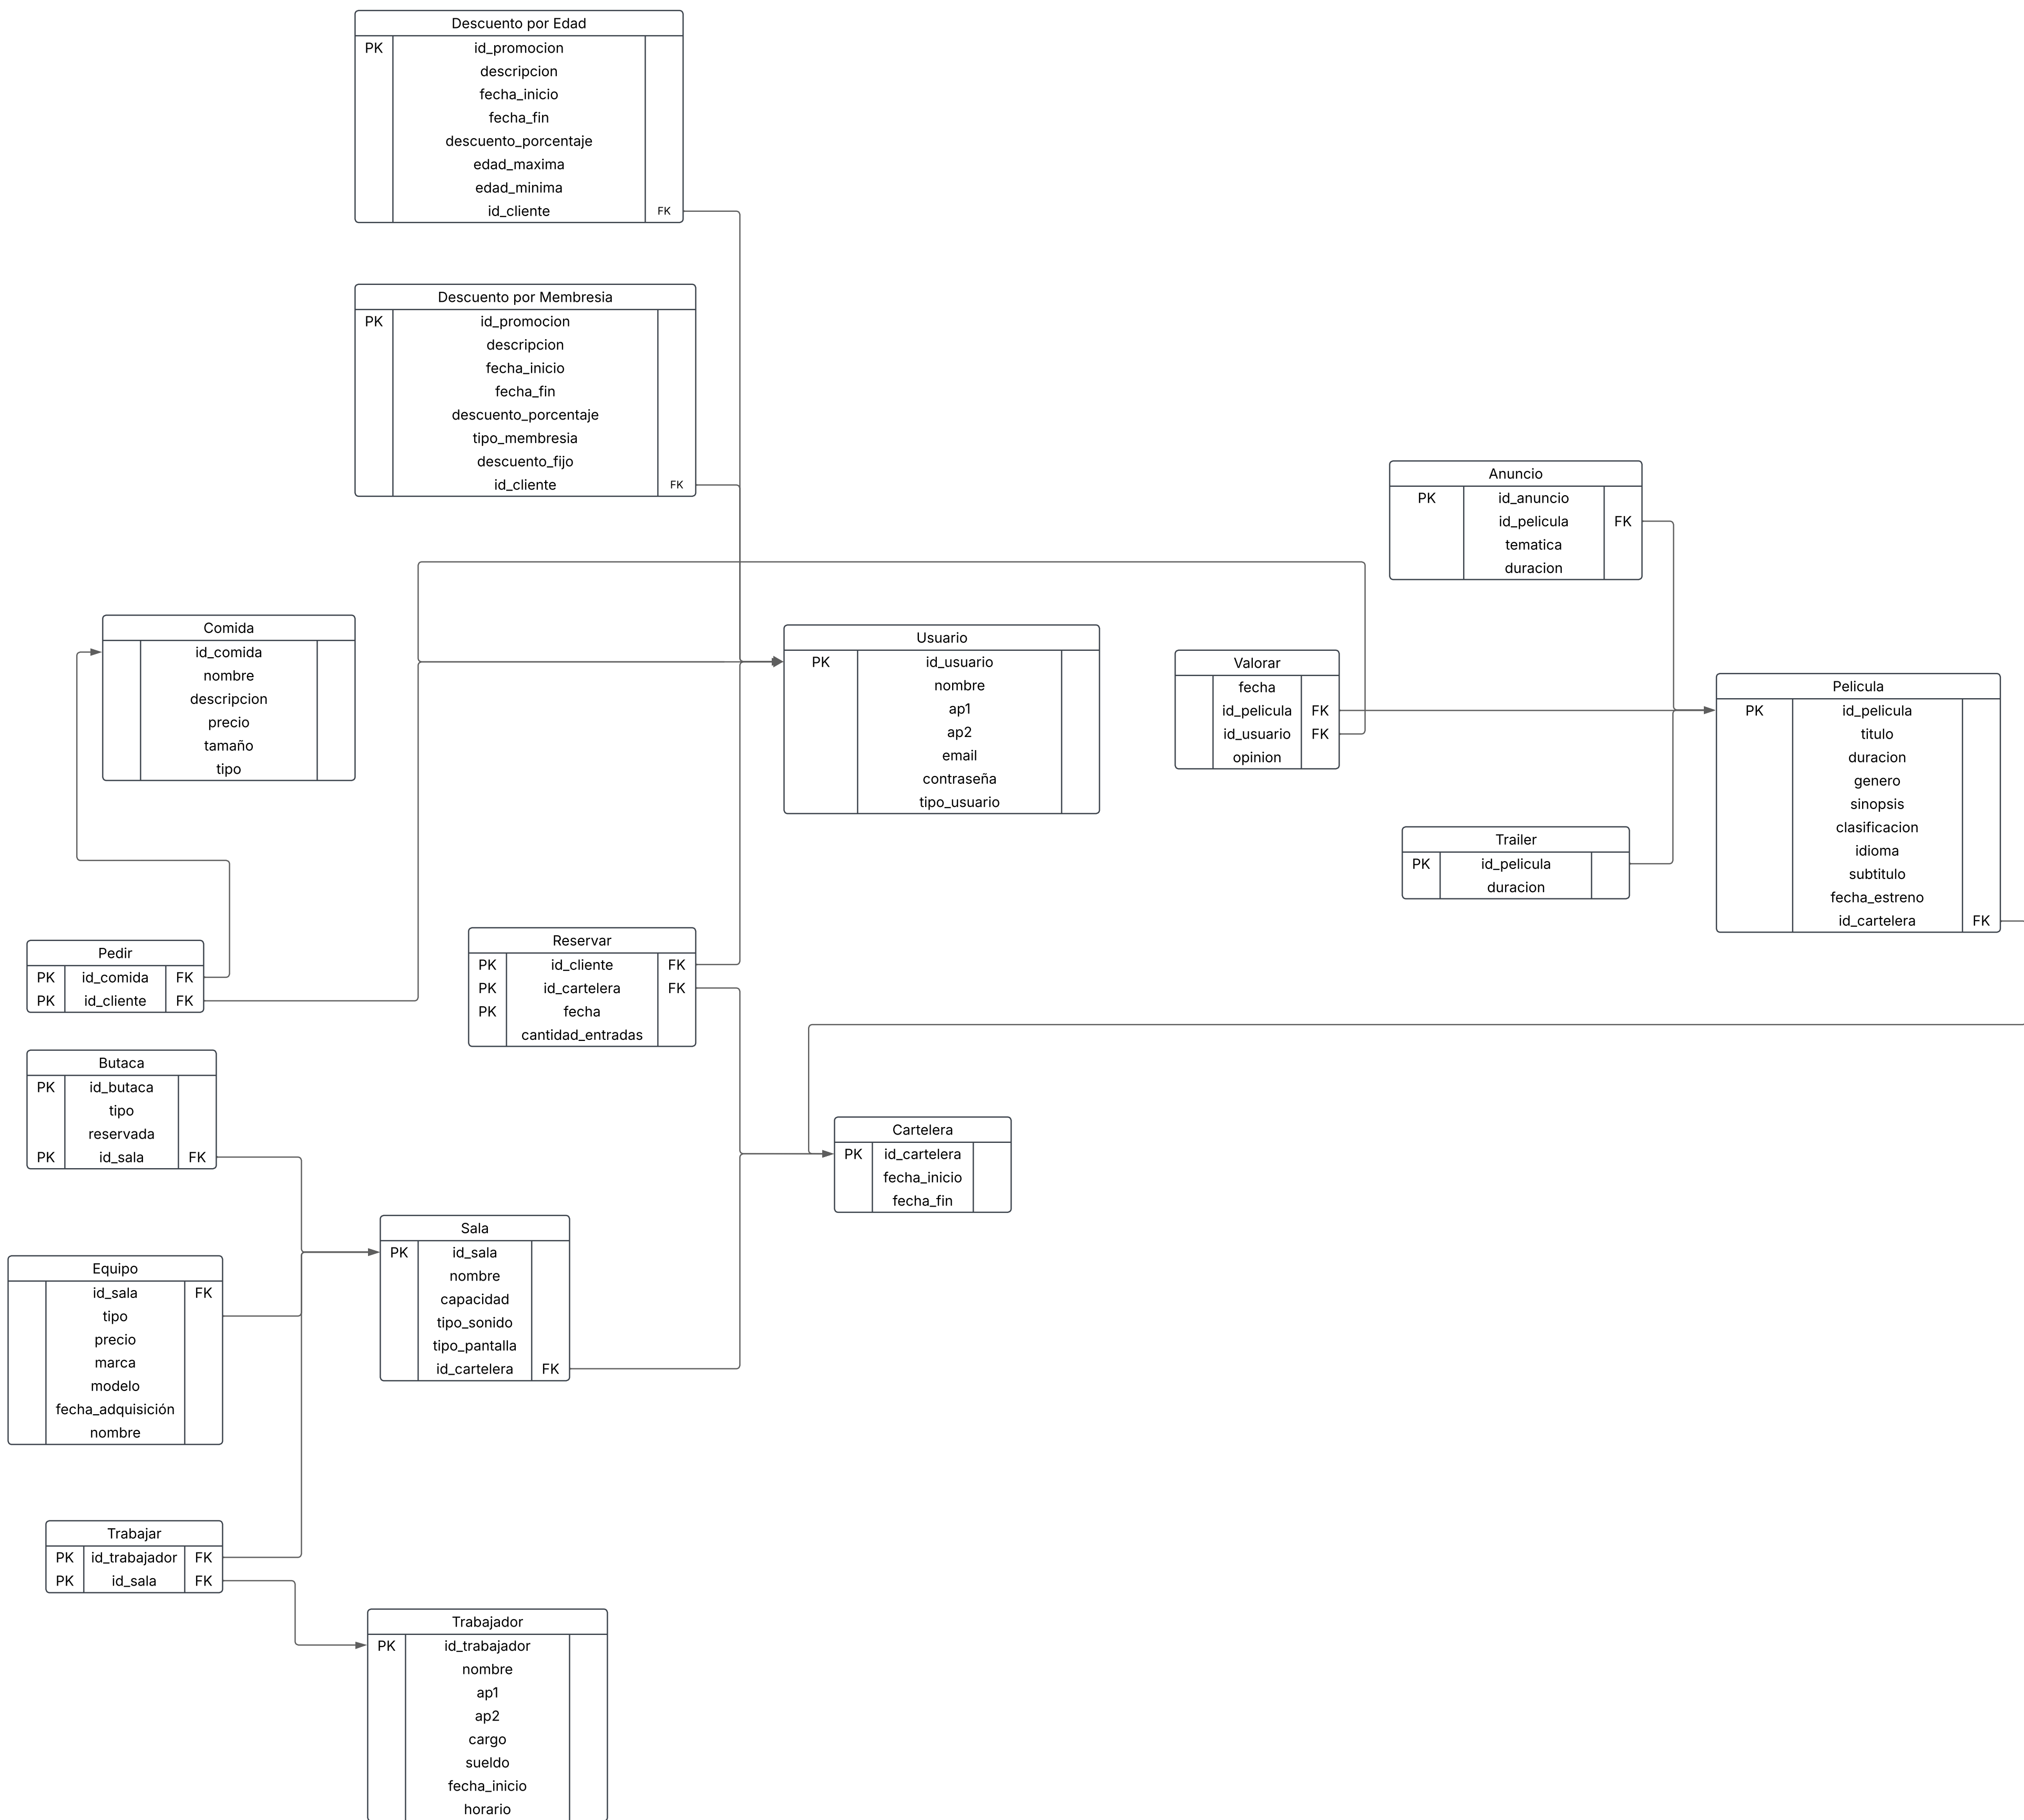 Descuento por Edad
PK id_promocion
descripcion
fecha_inicio
fecha_fin
descuento_porcentaje
edad_maxima
edad_minima
id_cliente FK
Descuento por Membresia
PK id_promocion
descripcion
fecha_inicio
fecha_fin
descuento_porcentaje
tipo_membresia
descuento_fijo
id_cliente FK
Anuncio
PK id_anuncio
id_pelicula FK
tematica
duracion
Comida
id_comida
nombre
descripcion
precio
tamaño
tipo
Usuario
PK id_usuario
nombre
ap1
ap2
email
contraseña
tipo_usuario
Valorar
fecha
id_pelicula FK
id_usuario FK
opinion
Pelicula
PK id_pelicula
titulo
duracion
genero
sinopsis
clasificacion
idioma
subtitulo
fecha_estreno
id_cartelera FK
Trailer
PK id_pelicula
duracion
Pedir
PK id_comida FK
PK id_cliente FK
Reservar
PK id_cliente FK
PK id_cartelera FK
PK fecha
cantidad_entradas
Butaca
PK id_butaca
tipo
reservada
PK id_sala FK
Cartelera
PK id_cartelera
fecha_inicio
fecha_fin
Sala
PK id_sala
nombre
capacidad
tipo_sonido
tipo_pantalla
id_cartelera FK
Equipo
id_sala FK
tipo
precio
marca
modelo
fecha_adquisición
nombre
Trabajar
PK id_trabajador FK
PK id_sala FK
Trabajador
PK id_trabajador
nombre
ap1
ap2
cargo
sueldo
fecha_inicio
horario